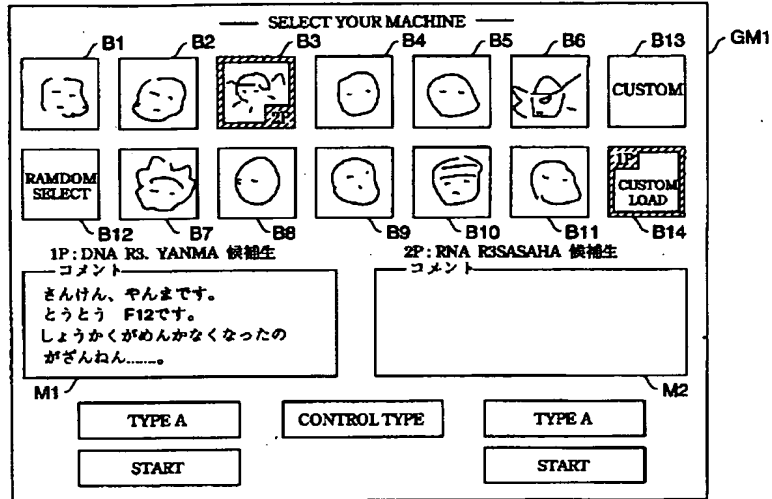 SELECT YOUR MACHINE
B1 B2 B3 B4 B5 B6 B13 GM1
2P CUSTOM
RAMDOM SELECT 1P CUSTOM LOAD
B12 B7 B8 B9 B10 B11 B14
1P:DNA R3、YANMA 候補生 2P:RNA R3SASAHA 候補生
コメント コメント
さんけん、やんまです。
とうとう F12です。
しょうかくがめんかなくなったの
がざんねん……。
M1 M2
TYPE A CONTROL TYPE TYPE A
START START